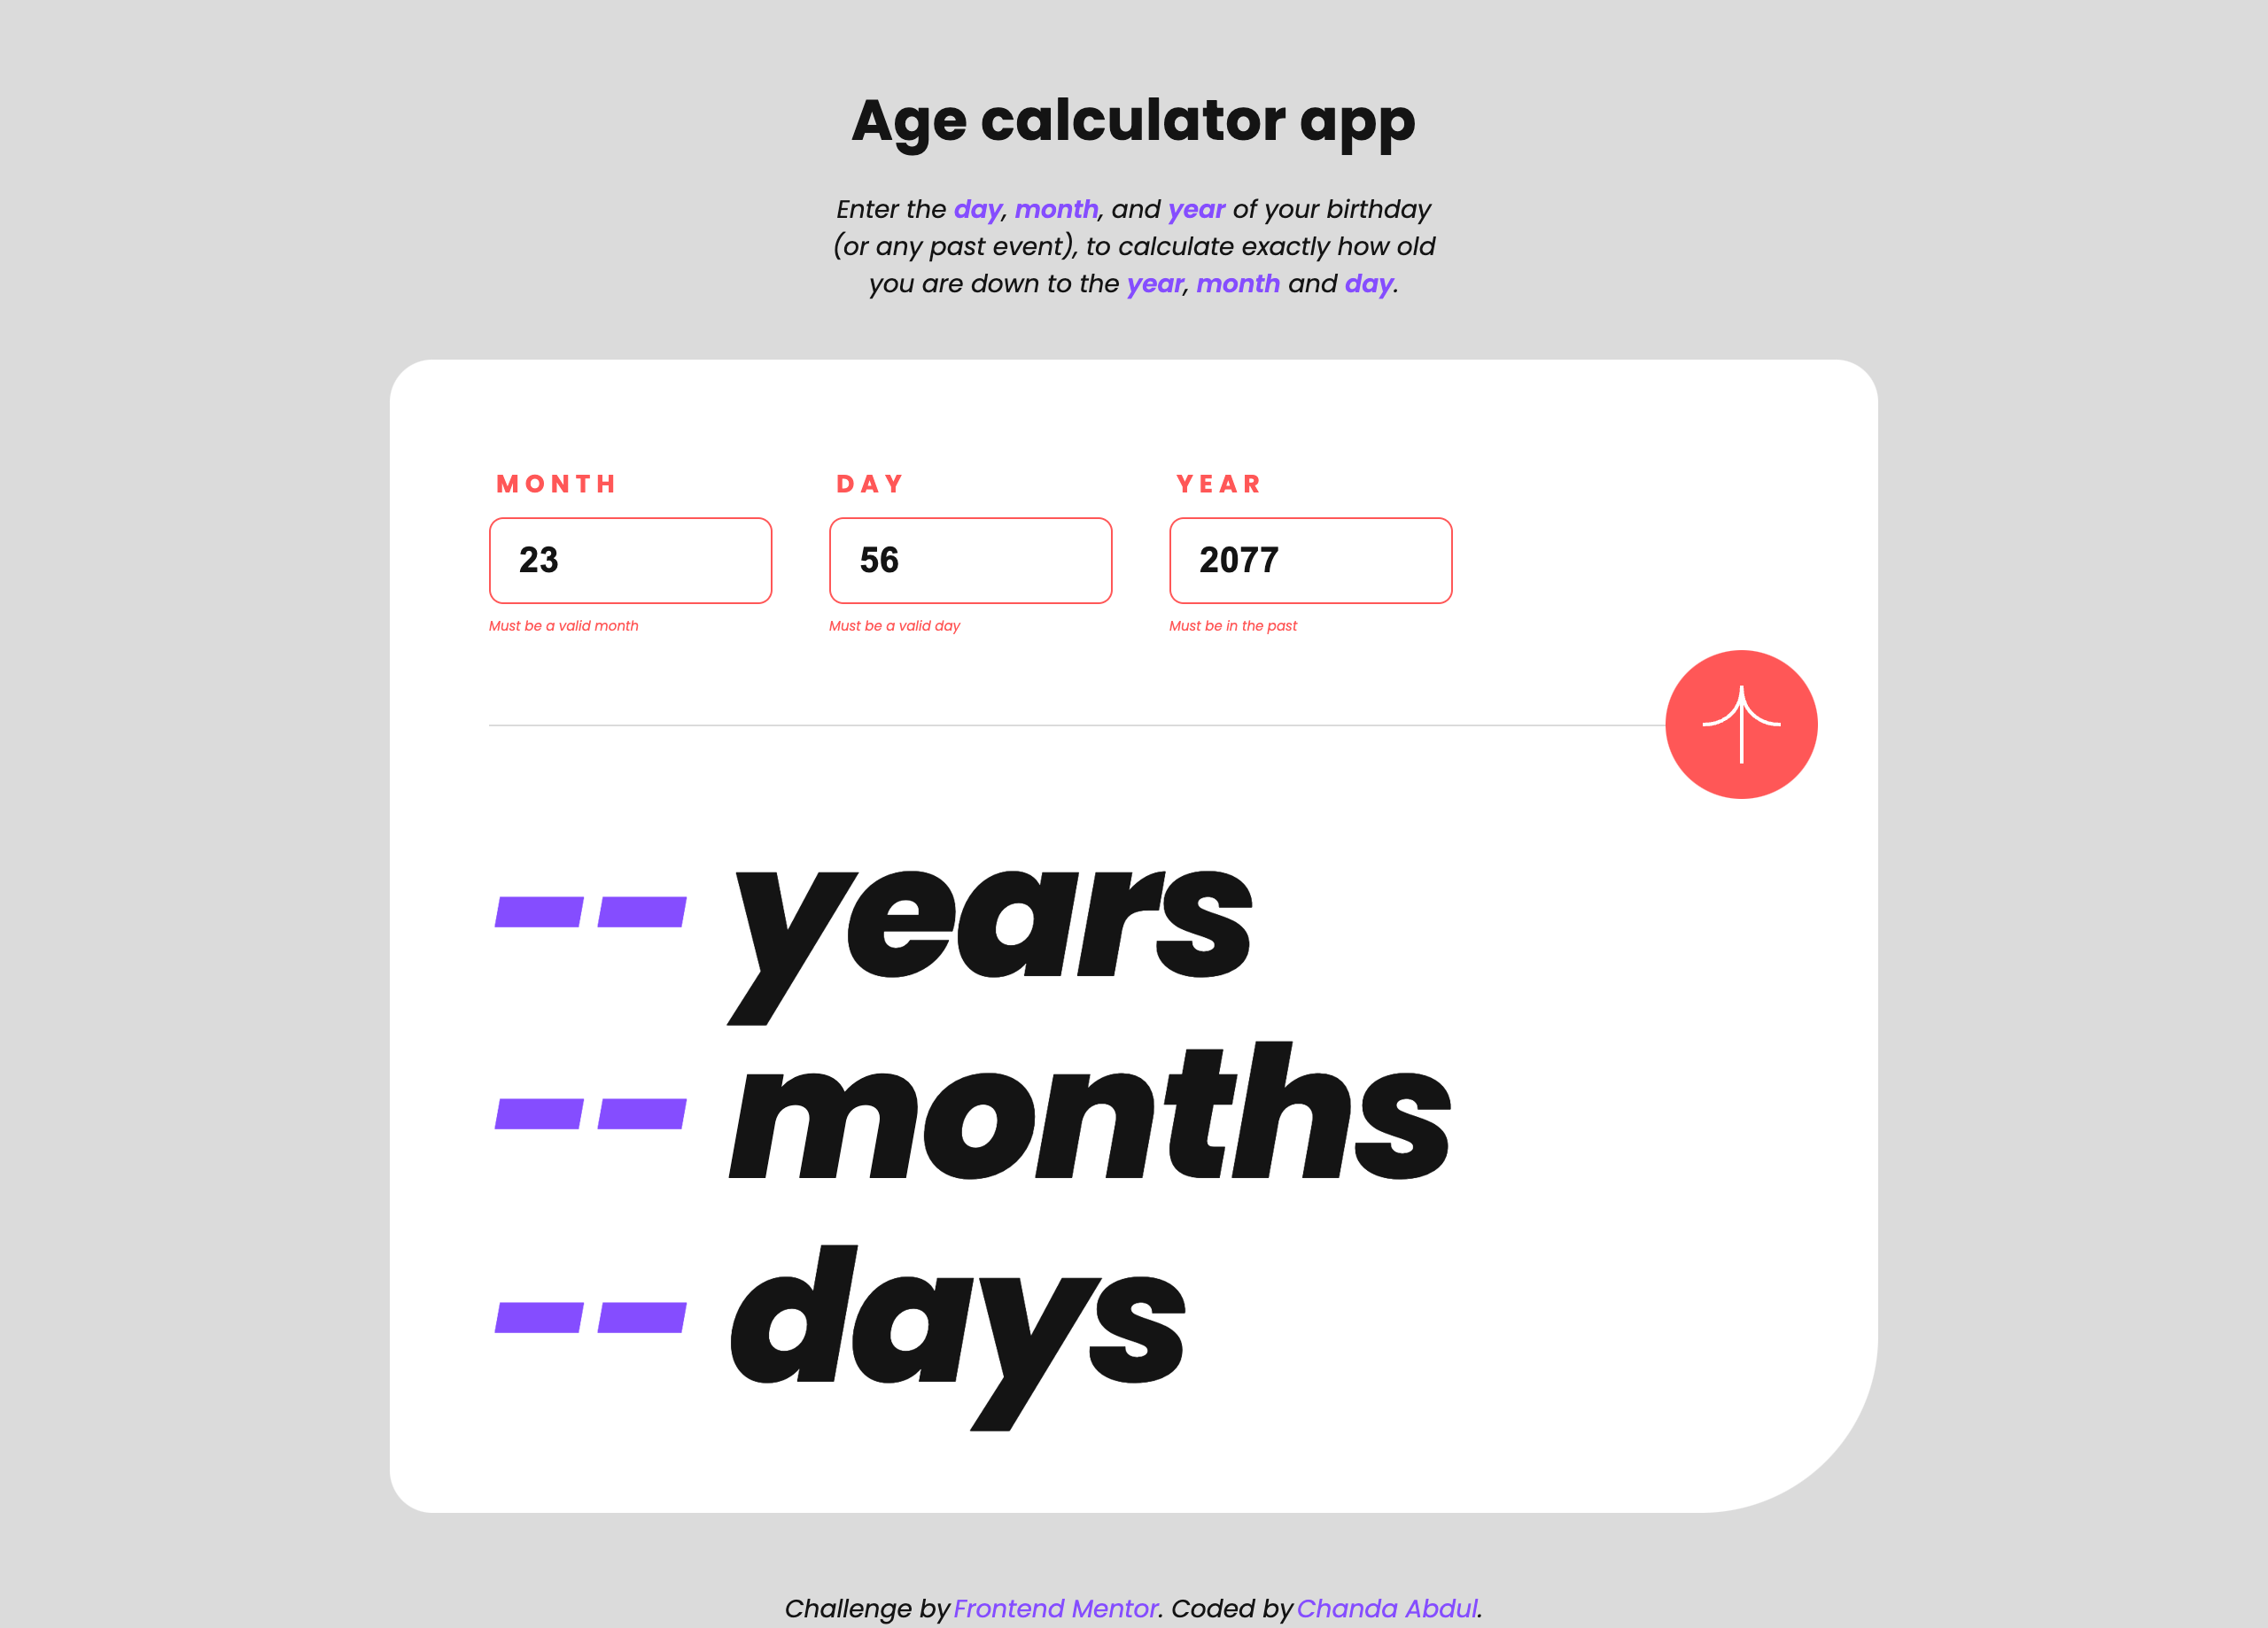 Age calculator app
Enter the day, month, and year of your birthday
(or any past event), to calculate exactly how old
you are down to the year, month and day.
MONTH DAY YEAR
23 56 2077
Must be a valid month Must be a valid day Must be in the past
-- years
-- months
-- days
Challenge by Frontend Mentor. Coded by Chanda Abdul.